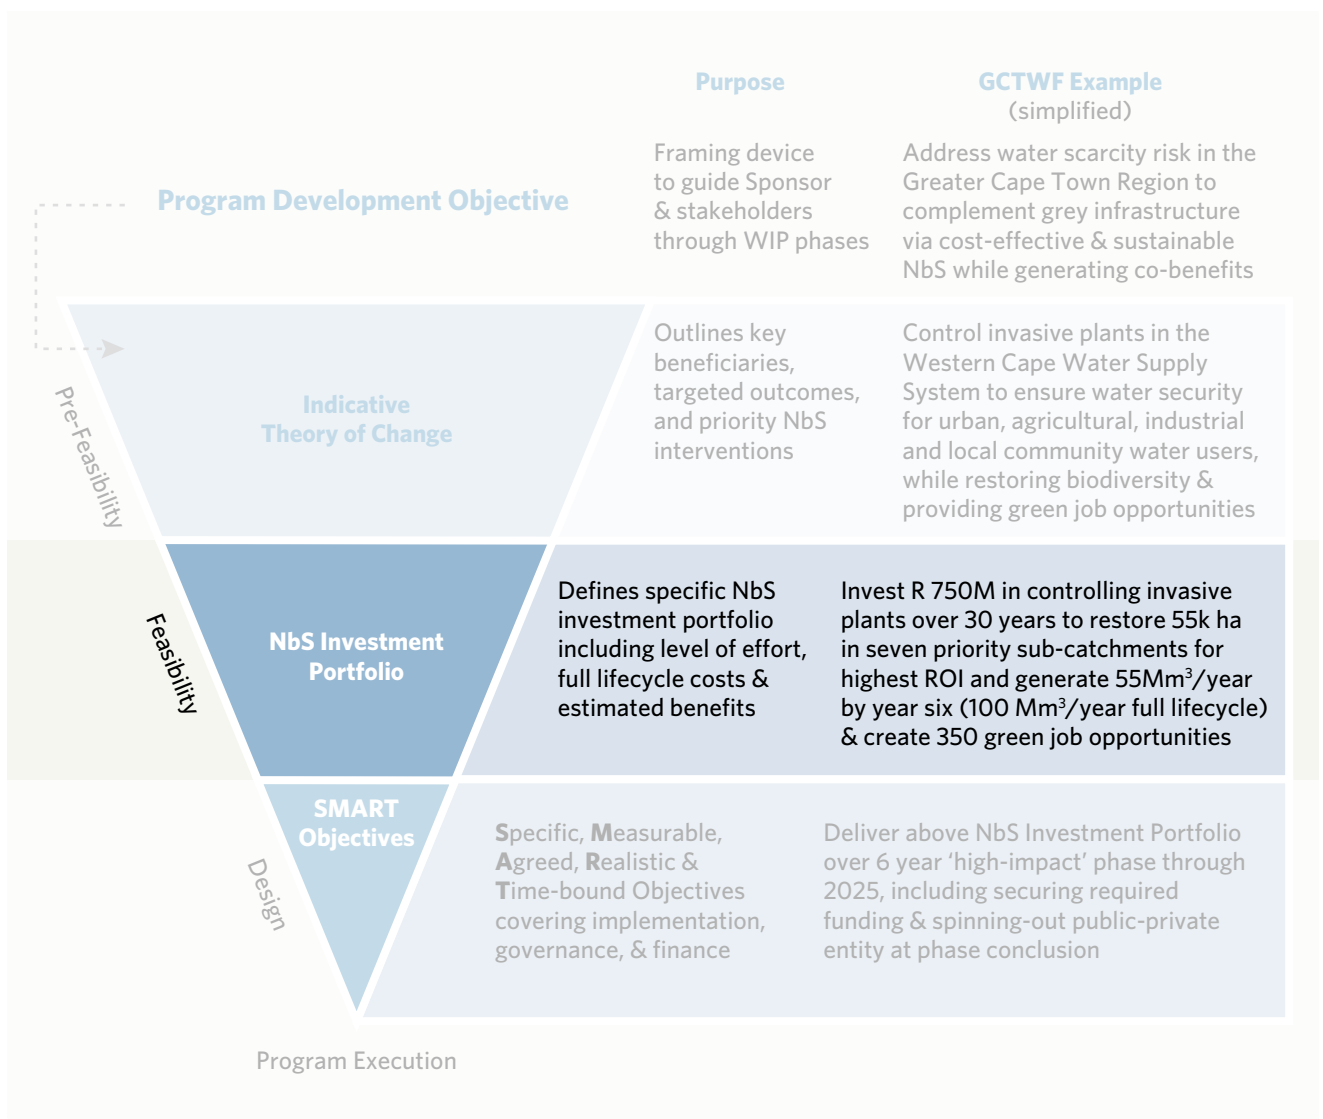 Purpose
GCTWF Example
(simplified)
Program Development Objective
Framing device
to guide Sponsor
& stakeholders
through WIP phases
Address water scarcity risk in the
Greater Cape Town Region to
complement grey infrastructure
via cost-effective & sustainable
NbS while generating co-benefits
Pre-Feasibility
Indicative
Theory of Change
Outlines key
beneficiaries,
targeted outcomes,
and priority NbS
interventions
Control invasive plants in the
Western Cape Water Supply
System to ensure water security
for urban, agricultural, industrial
and local community water users,
while restoring biodiversity &
providing green job opportunities
Feasibility
NbS Investment
Portfolio
Defines specific NbS
investment portfolio
including level of effort,
full lifecycle costs &
estimated benefits
Invest R 750M in controlling invasive
plants over 30 years to restore 55k ha
in seven priority sub-catchments for
highest ROI and generate 55Mm³/year
by year six (100 Mm³/year full lifecycle)
& create 350 green job opportunities
Design
SMART
Objectives
Specific, Measurable,
Agreed, Realistic &
Time-bound Objectives
covering implementation,
governance, & finance
Deliver above NbS Investment Portfolio
over 6 year ‘high-impact’ phase through
2025, including securing required
funding & spinning-out public-private
entity at phase conclusion
Program Execution